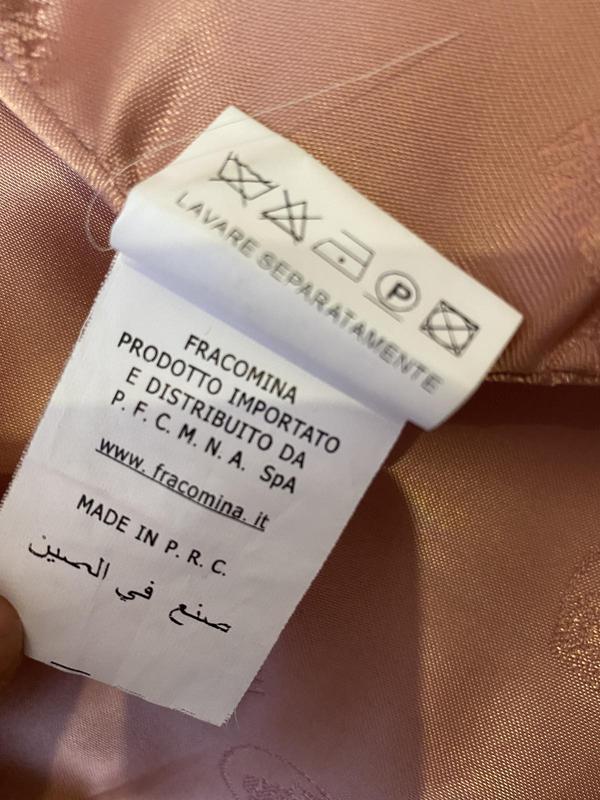 P
LAVARE SEPARATAMENTE
FRACOMINA
PRODOTTO IMPORTATO
E DISTRIBUITO DA
P. F. C. M. N. A. SpA
www. fracomina. it
MADE IN P. R. C.
صنع في الصين